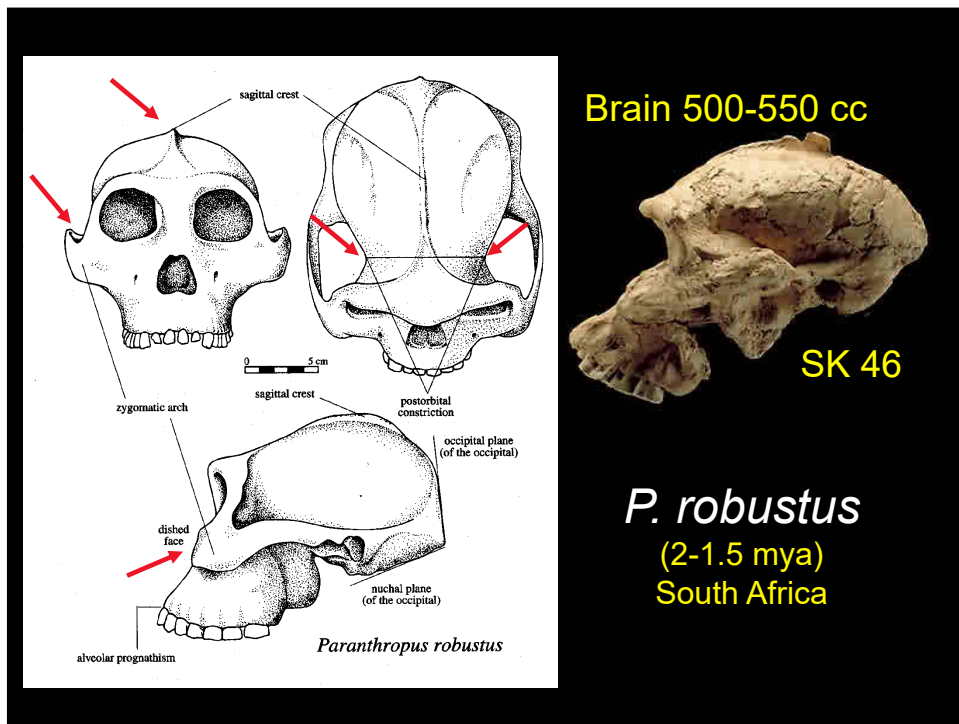 sagittal crest
Brain 500-550 cc
0 5 cm
SK 46
sagittal crest
zygomatic arch
postorbital
constriction
occipital plane
(of the occipital)
P. robustus
(2-1.5 mya)
South Africa
dished
face
nuchal plane
(of the occipital)
Paranthropus robustus
alveolar prognathism